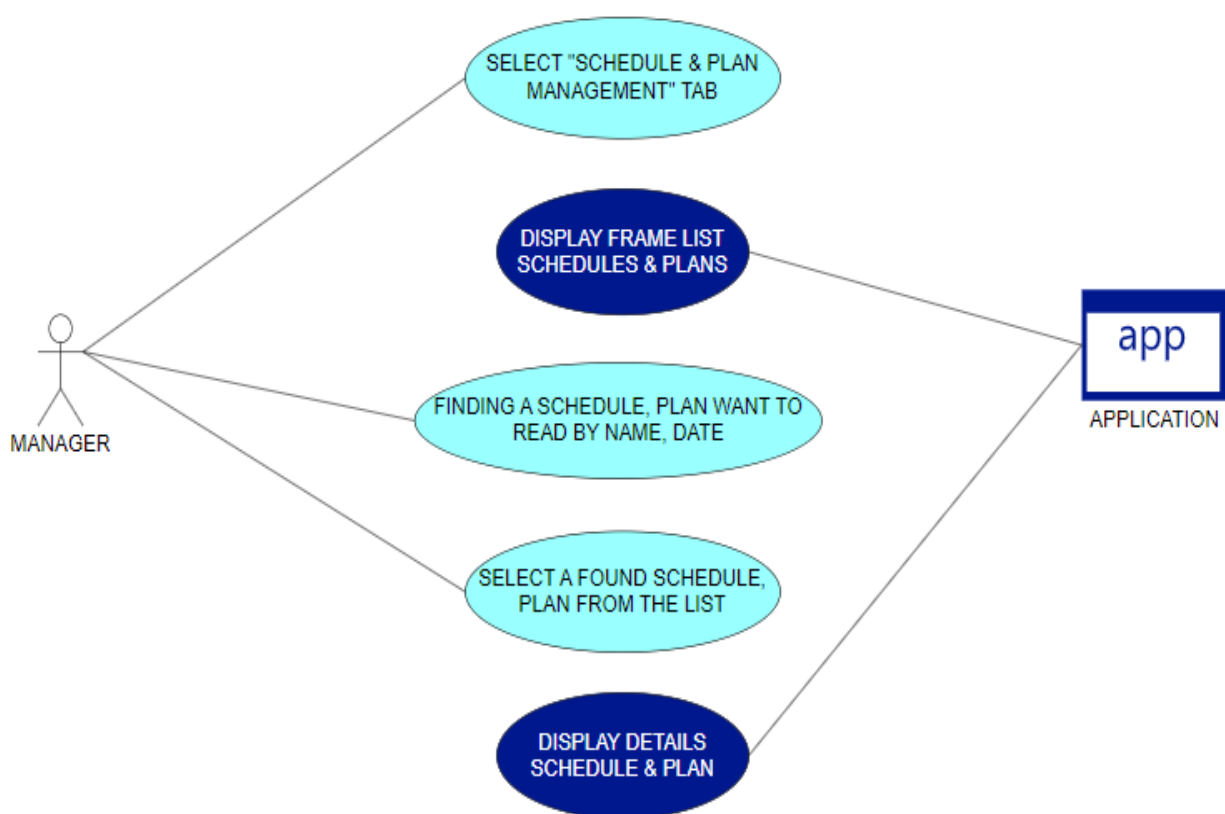 SELECT "SCHEDULE & PLAN
MANAGEMENT" TAB
DISPLAY FRAME LIST
SCHEDULES & PLANS
app
APPLICATION
MANAGER
FINDING A SCHEDULE, PLAN WANT TO
READ BY NAME, DATE
SELECT A FOUND SCHEDULE,
PLAN FROM THE LIST
DISPLAY DETAILS
SCHEDULE & PLAN